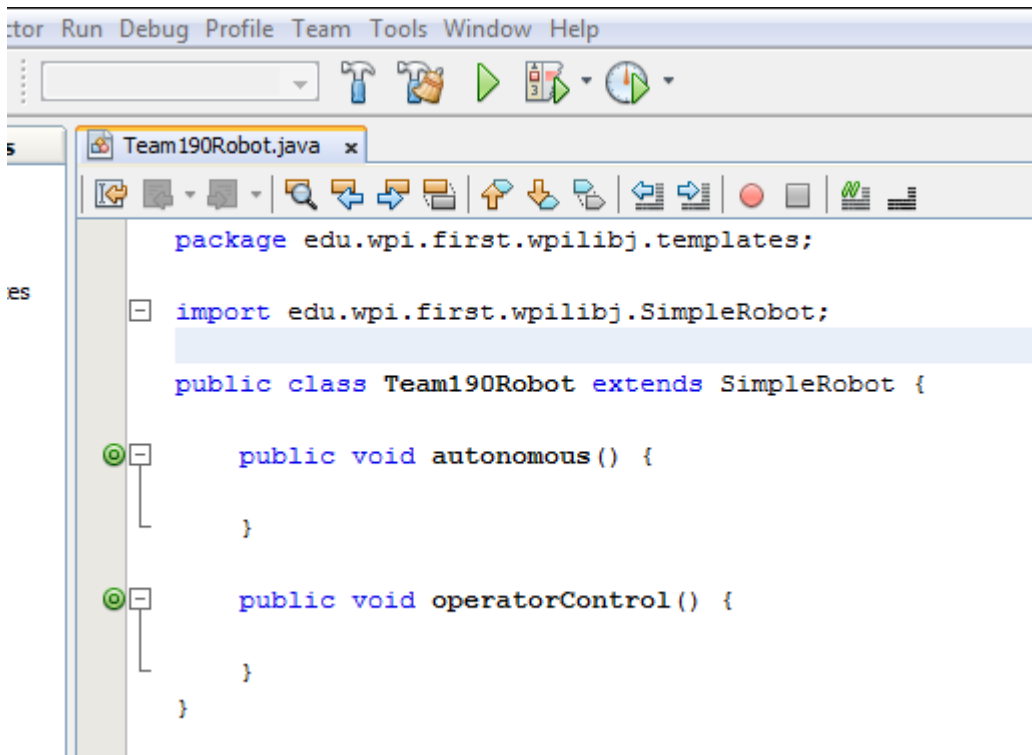 ctor Run Debug Profile Team Tools Window Help
s
Team190Robot.java x
package edu.wpi.first.wpilibj.templates;
es
import edu.wpi.first.wpilibj.SimpleRobot;
public class Team190Robot extends SimpleRobot {
public void autonomous() {
}
public void operatorControl() {
}
}